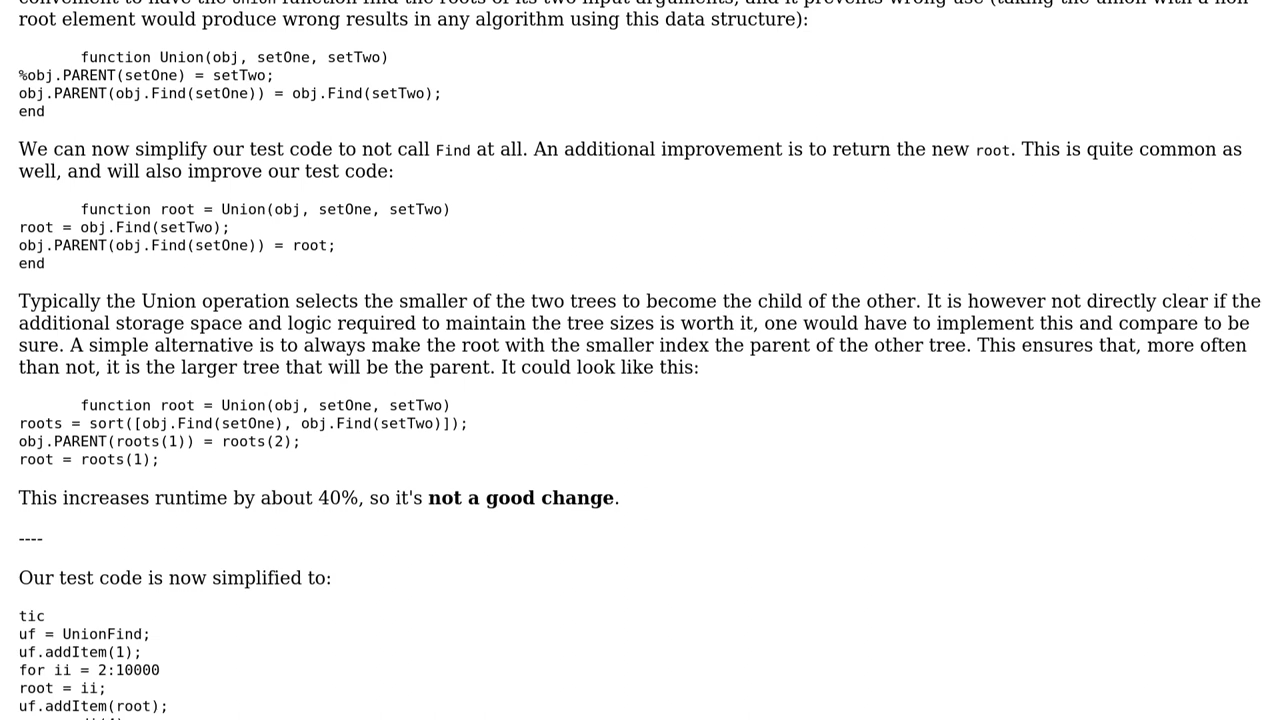 root element would produce wrong results in any algorithm using this data structure):
function Union(obj, setOne, setTwo)
%obj.PARENT(setOne) = setTwo;
obj.PARENT(obj.Find(setOne)) = obj.Find(setTwo);
end
We can now simplify our test code to not call Find at all. An additional improvement is to return the new root. This is quite common as
well, and will also improve our test code:
function root = Union(obj, setOne, setTwo)
root = obj.Find(setTwo);
obj.PARENT(obj.Find(setOne)) = root;
end
Typically the Union operation selects the smaller of the two trees to become the child of the other. It is however not directly clear if the
additional storage space and logic required to maintain the tree sizes is worth it, one would have to implement this and compare to be
sure. A simple alternative is to always make the root with the smaller index the parent of the other tree. This ensures that, more often
than not, it is the larger tree that will be the parent. It could look like this:
function root = Union(obj, setOne, setTwo)
roots = sort([obj.Find(setOne), obj.Find(setTwo)]);
obj.PARENT(roots(1)) = roots(2);
root = roots(1);
This increases runtime by about 40%, so it's not a good change.
----
Our test code is now simplified to:
tic
uf = UnionFind;
uf.addItem(1);
for ii = 2:10000
root = ii;
uf.addItem(root);